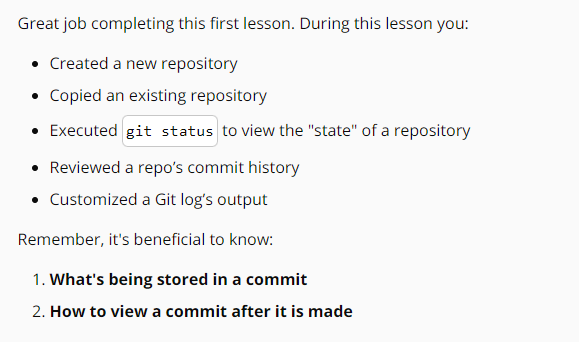 Great job completing this first lesson. During this lesson you:
• Created a new repository
• Copied an existing repository
• Executed git status to view the "state" of a repository
• Reviewed a repo's commit history
• Customized a Git log's output
Remember, it's beneficial to know:
1. What's being stored in a commit
2. How to view a commit after it is made